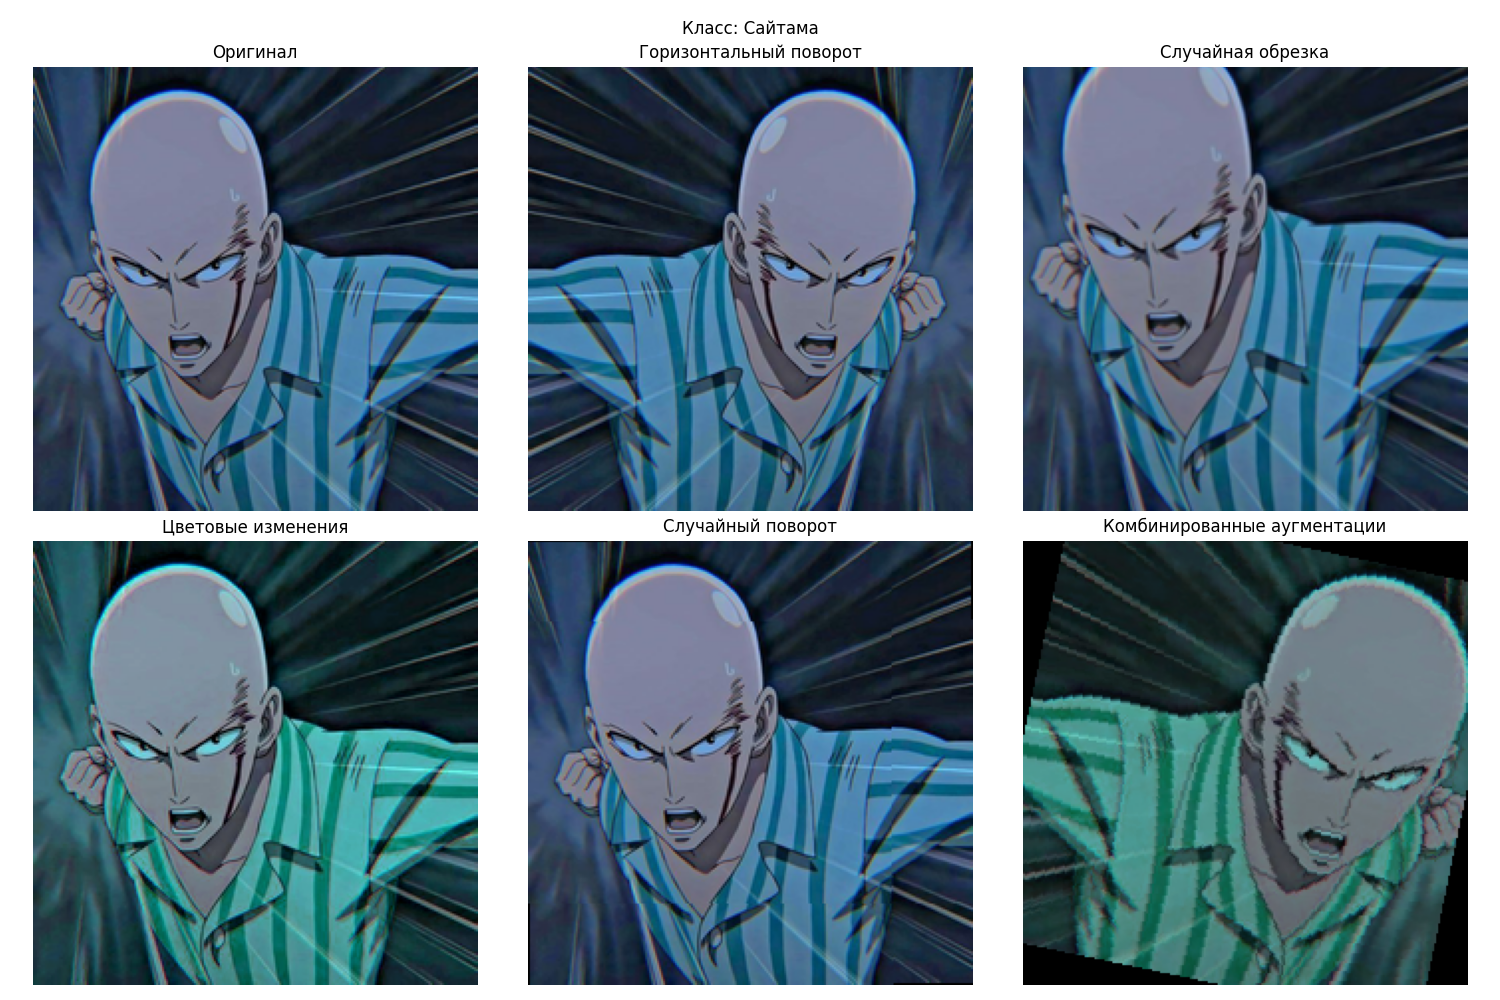 Класс: Сайтама
Оригинал
Горизонтальный поворот
Случайная обрезка
Цветовые изменения
Случайный поворот
Комбинированные аугментации